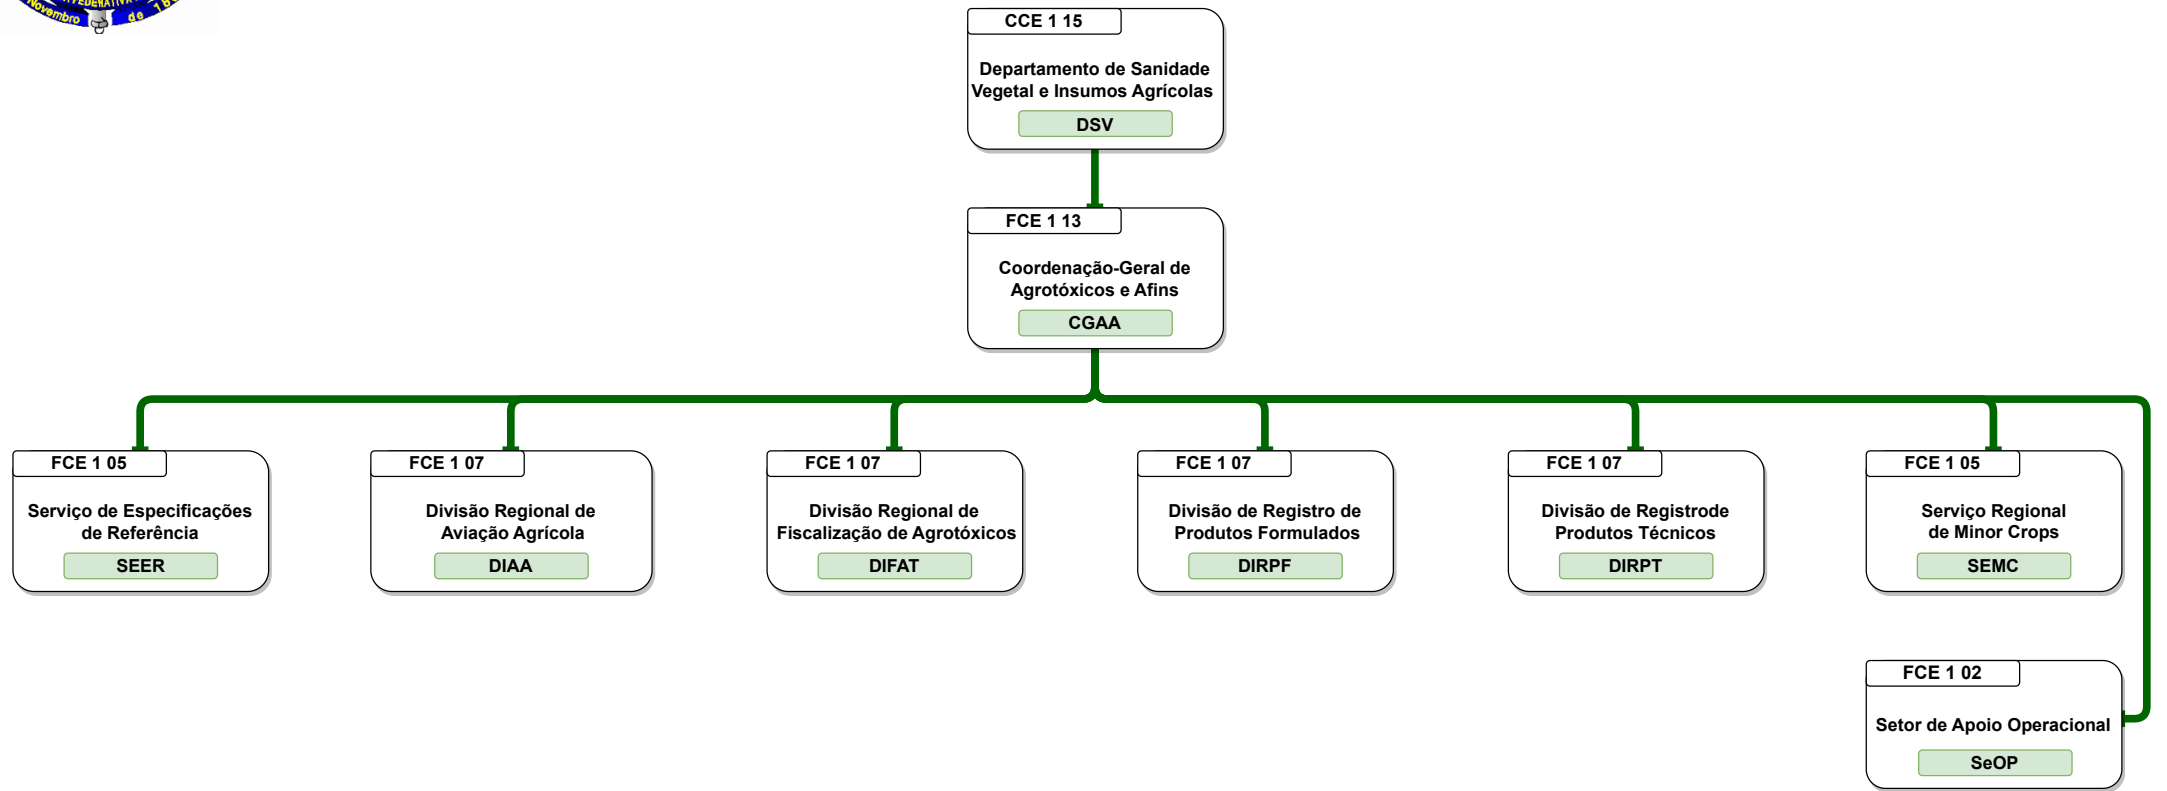 Novembro de
CCE 1 15
Departamento de Sanidade
Vegetal e Insumos Agrícolas
DSV
FCE 1 13
Coordenação-Geral de
Agrotóxicos e Afins
CGAA
FCE 1 05
Serviço de Especificações
de Referência
SEER
FCE 1 07
Divisão Regional de
Aviação Agrícola
DIAA
FCE 1 07
Divisão Regional de
Fiscalização de Agrotóxicos
DIFAT
FCE 1 07
Divisão de Registro de
Produtos Formulados
DIRPF
FCE 1 07
Divisão de Registrode
Produtos Técnicos
DIRPT
FCE 1 05
Serviço Regional
de Minor Crops
SEMC
FCE 1 02
Setor de Apoio Operacional
SeOP